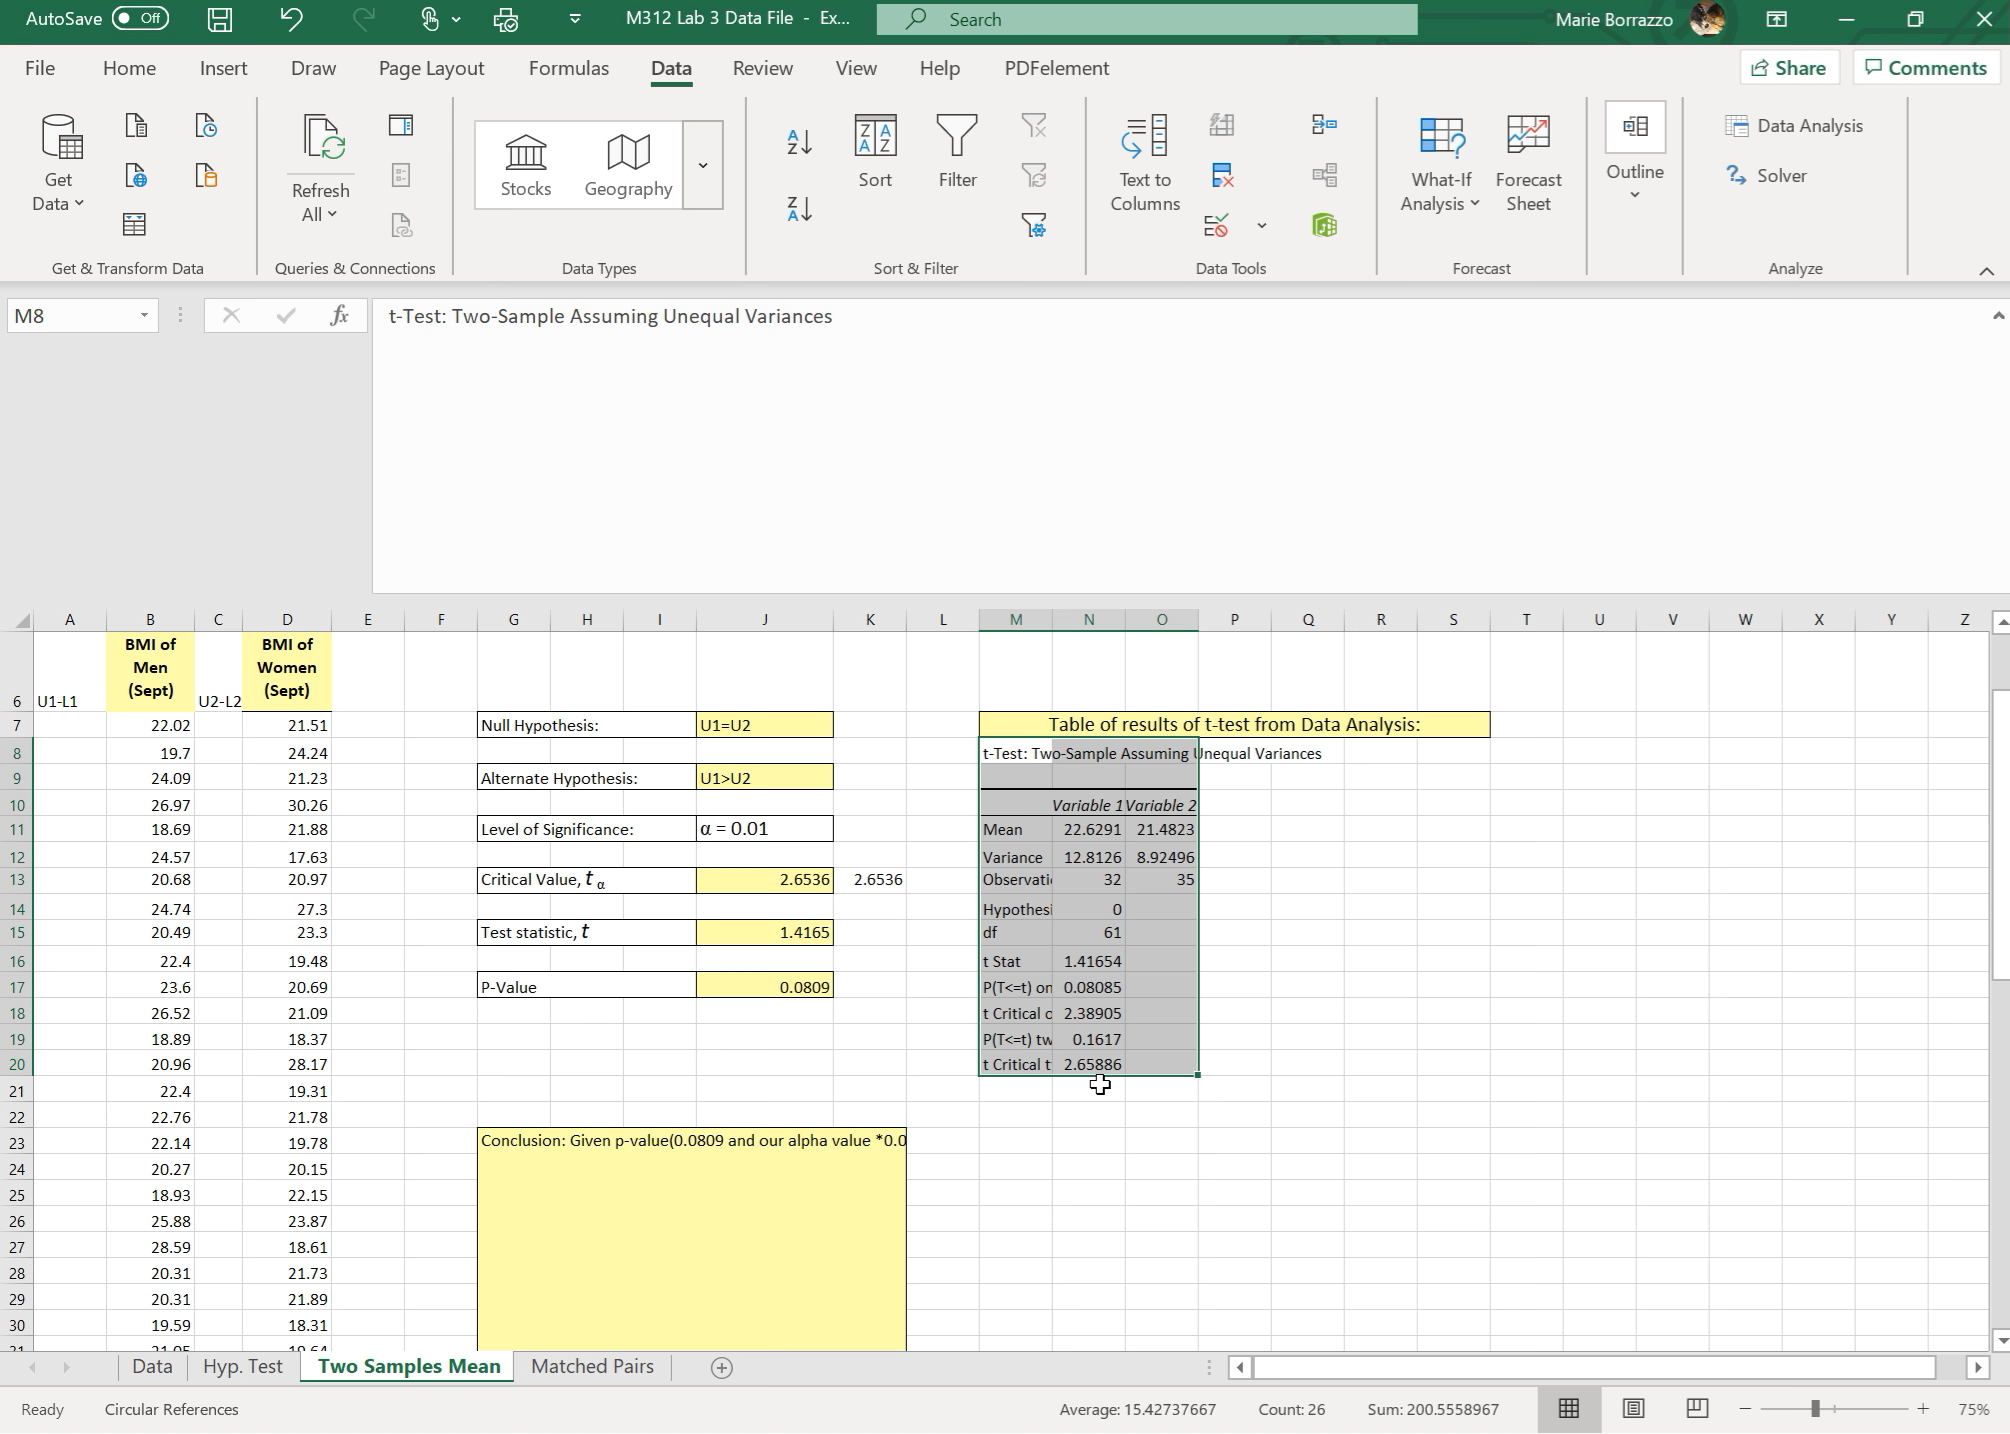 AutoSave Off M312 Lab 3 Data File - Ex... Search Marie Borrazzo
File Home Insert Draw Page Layout Formulas Data Review View Help PDFelement Share Comments
Get Data Refresh All Stocks Geography Sort Filter Text to Columns What-If Analysis Forecast Sheet Outline Data Analysis Solver
Get & Transform Data Queries & Connections Data Types Sort & Filter Data Tools Forecast Analyze
M8 fx t-Test: Two-Sample Assuming Unequal Variances
A B C D E F G H I J K L M N O P Q R S T U V W X Y Z
6 U1-L1 BMI of Men (Sept) U2-L2 BMI of Women (Sept)
7 22.02 21.51 Null Hypothesis: U1=U2 Table of results of t-test from Data Analysis:
8 19.7 24.24 t-Test: Two-Sample Assuming Unequal Variances
9 24.09 21.23 Alternate Hypothesis: U1>U2
10 26.97 30.26 Variable 1 Variable 2
11 18.69 21.88 Level of Significance: α = 0.01 Mean 22.6291 21.4823
12 24.57 17.63 Variance 12.8126 8.92496
13 20.68 20.97 Critical Value, t α 2.6536 2.6536 Observati 32 35
14 24.74 27.3 Hypothesi 0
15 20.49 23.3 Test statistic, t 1.4165 df 61
16 22.4 19.48 t Stat 1.41654
17 23.6 20.69 P-Value 0.0809 P(T<=t) on 0.08085
18 26.52 21.09 t Critical o 2.38905
19 18.89 18.37 P(T<=t) tw 0.1617
20 20.96 28.17 t Critical t 2.65886
21 22.4 19.31
22 22.76 21.78
23 22.14 19.78 Conclusion: Given p-value(0.0809 and our alpha value *0.0
24 20.27 20.15
25 18.93 22.15
26 25.88 23.87
27 28.59 18.61
28 20.31 21.73
29 20.31 21.89
30 19.59 18.31
Data Hyp. Test Two Samples Mean Matched Pairs
Ready Circular References Average: 15.42737667 Count: 26 Sum: 200.5558967 75%